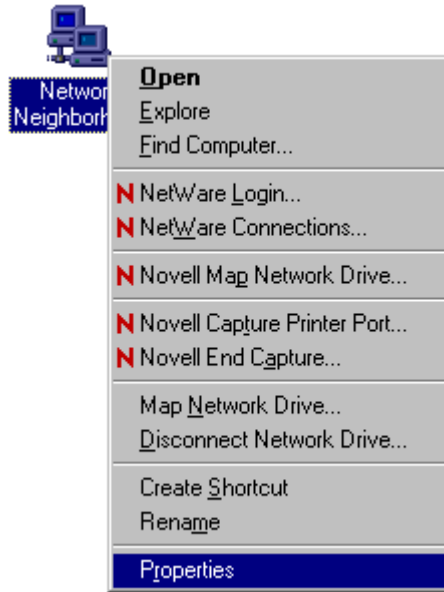 Networ
Neighborh
Open
Explore
Find Computer...
N NetWare Login...
N NetWare Connections...
N Novell Map Network Drive...
N Novell Capture Printer Port...
N Novell End Capture...
Map Network Drive...
Disconnect Network Drive...
Create Shortcut
Rename
Properties